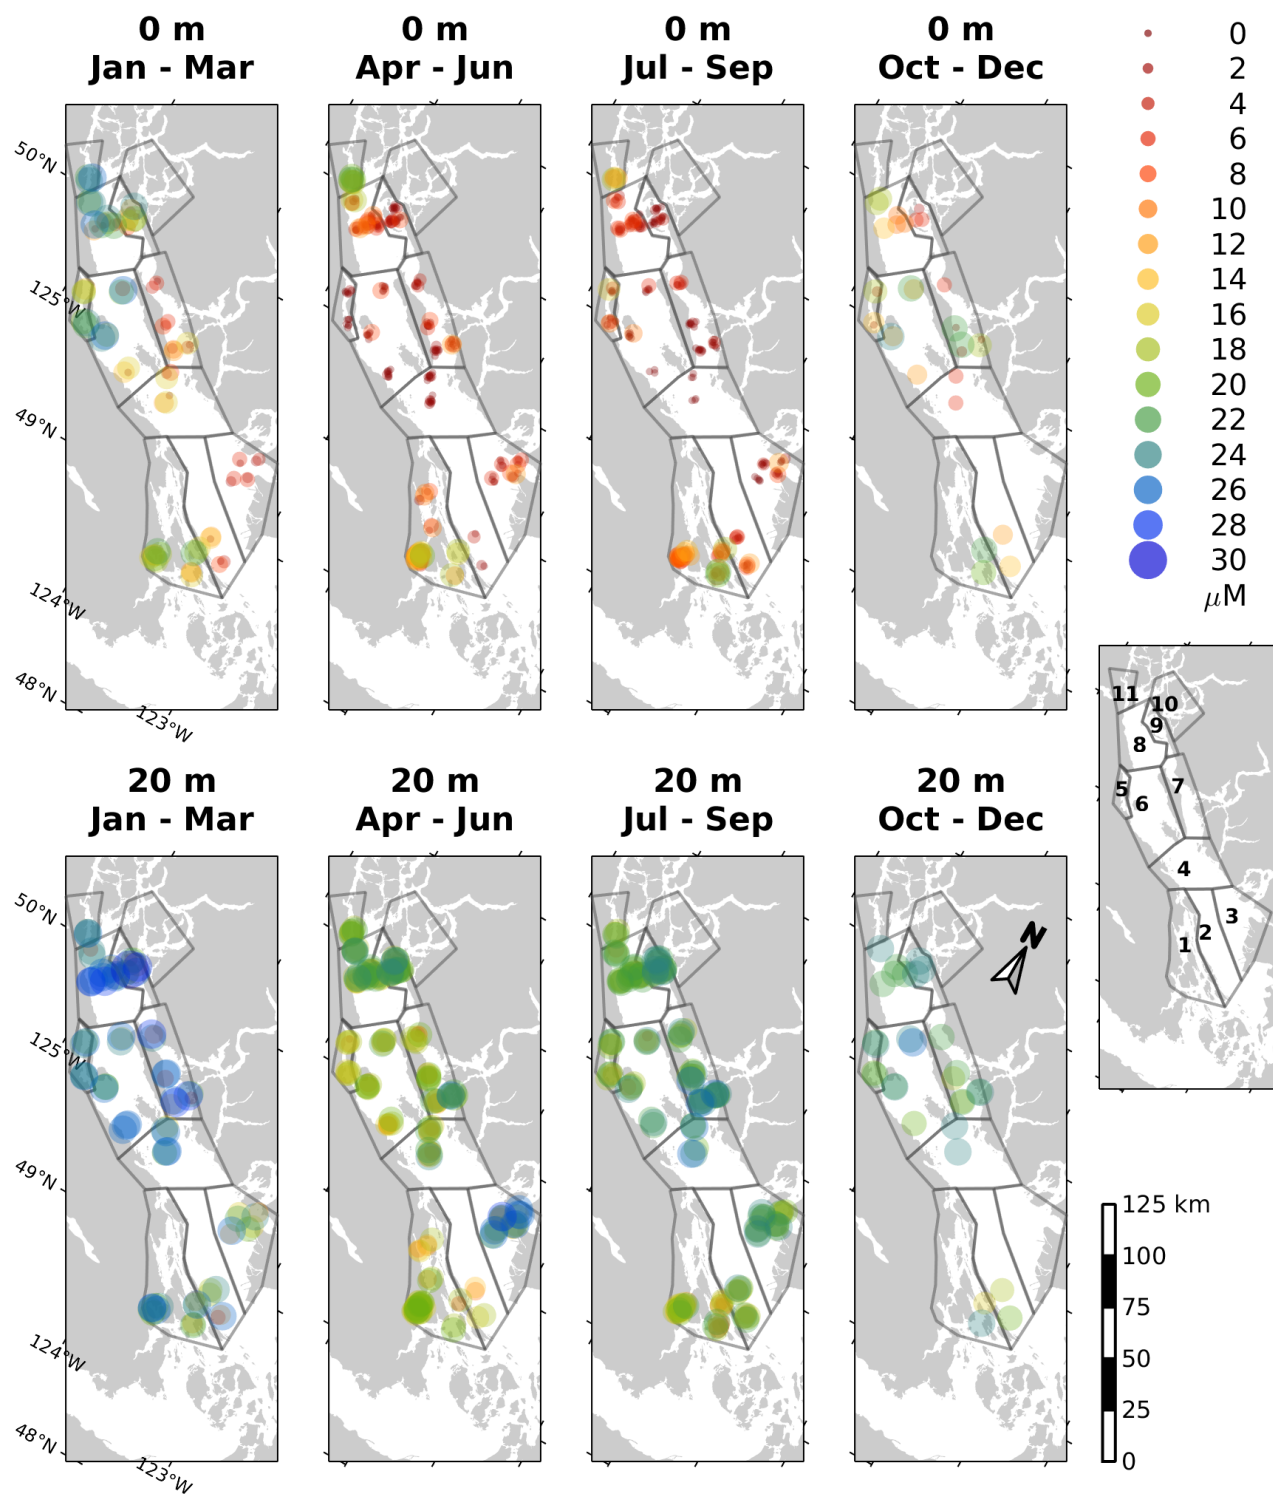 0 m
Jan - Mar
0 m
Apr - Jun
0 m
Jul - Sep
0 m
Oct - Dec
0
2
4
6
8
10
12
14
16
18
20
22
24
26
28
30
μM
50°N
125°W
49°N
124°W
48°N
123°W
11
10
9
8
7
5
6
4
3
2
1
20 m
Jan - Mar
20 m
Apr - Jun
20 m
Jul - Sep
20 m
Oct - Dec
50°N
125°W
49°N
124°W
48°N
123°W
N
125 km
100
75
50
25
0